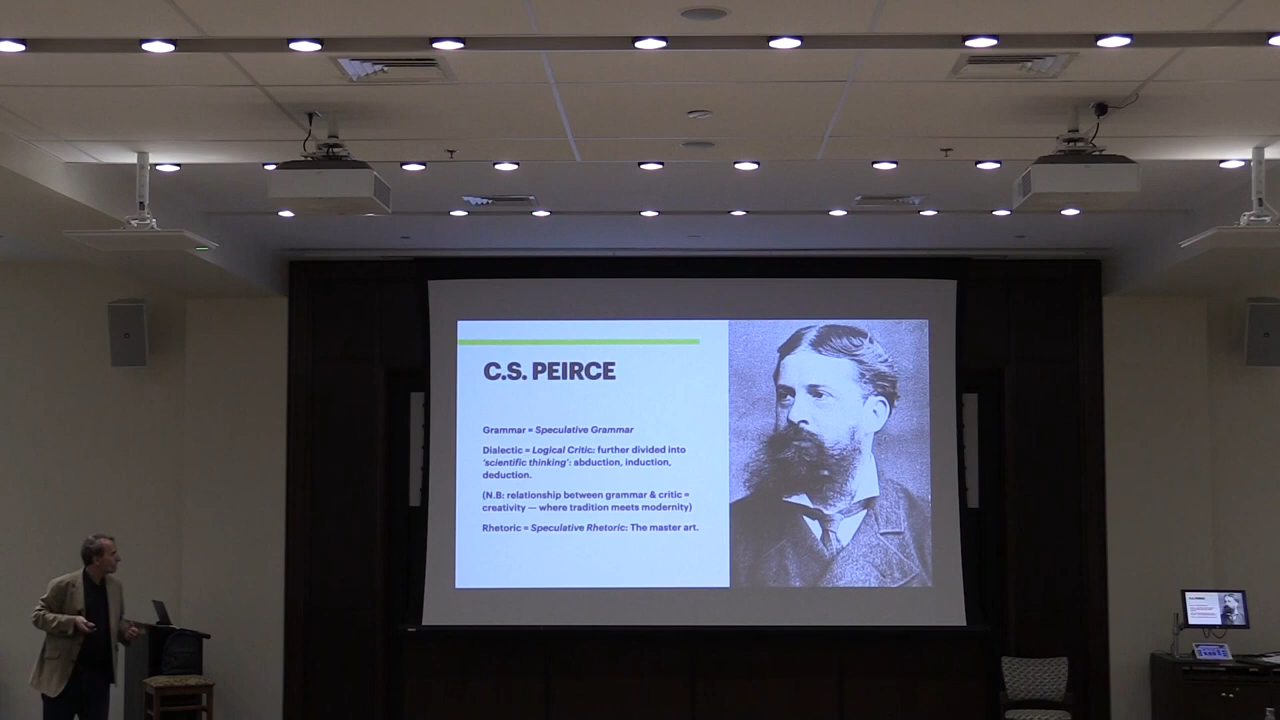 C.S. PEIRCE
Grammar = Speculative Grammar
Dialectic = Logical Critic: further divided into
'scientific thinking': abduction, induction,
deduction.
(N.B: relationship between grammar & critic =
creativity — where tradition meets modernity)
Rhetoric = Speculative Rhetoric: The master art.